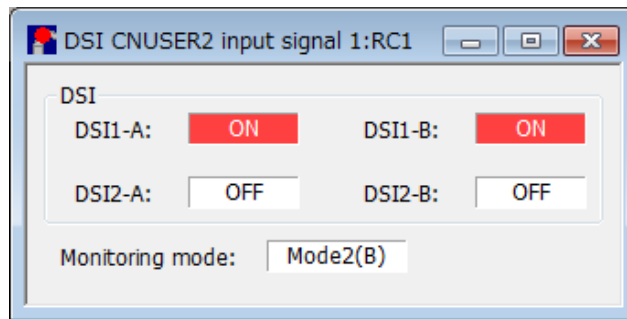 DSI CNUSER2 input signal 1:RC1
DSI
DSI1-A: ON DSI1-B: ON
DSI2-A: OFF DSI2-B: OFF
Monitoring mode: Mode2(B)